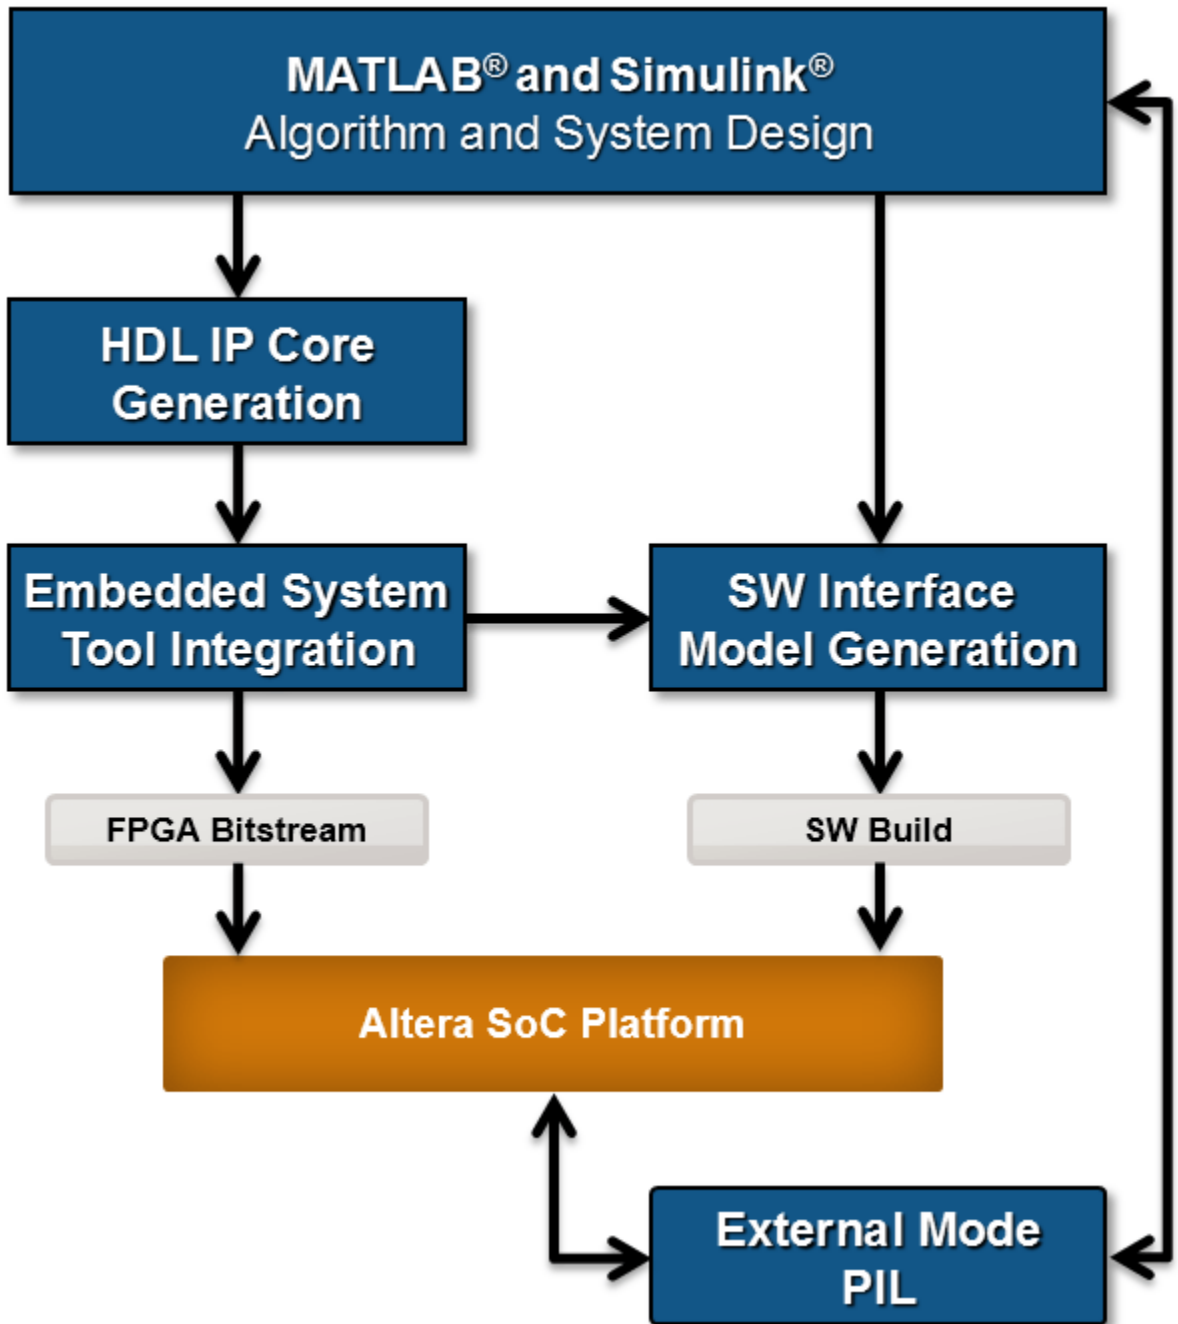 MATLAB® and Simulink®
Algorithm and System Design
HDL IP Core
Generation
Embedded System
Tool Integration
SW Interface
Model Generation
FPGA Bitstream
SW Build
Altera SoC Platform
External Mode
PIL